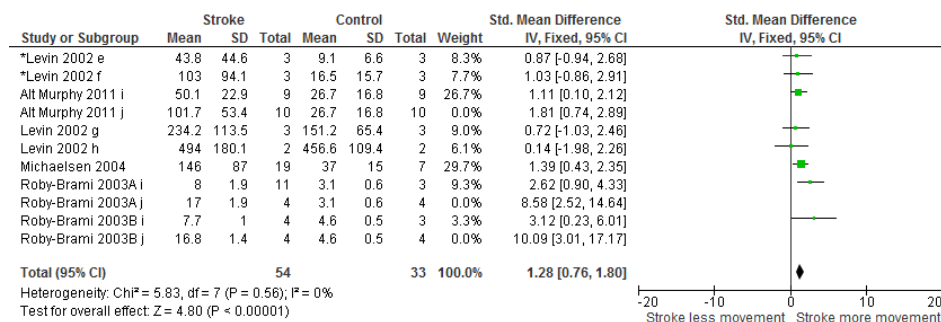 Stroke Control Std. Mean Difference Std. Mean Difference
Study or Subgroup Mean SD Total Mean SD Total Weight IV, Fixed, 95% CI IV, Fixed, 95% CI
*Levin 2002 e 43.8 44.6 3 9.1 6.6 3 8.3% 0.87 [-0.94, 2.68]
*Levin 2002 f 103 94.1 3 16.5 15.7 3 7.7% 1.03 [-0.86, 2.91]
Alt Murphy 2011 i 50.1 22.9 9 26.7 16.8 9 26.7% 1.11 [0.10, 2.12]
Alt Murphy 2011 j 101.7 53.4 10 26.7 16.8 10 0.0% 1.81 [0.74, 2.89]
Levin 2002 g 234.2 113.5 3 151.2 65.4 3 9.0% 0.72 [-1.03, 2.46]
Levin 2002 h 494 180.1 2 456.6 109.4 2 6.1% 0.14 [-1.98, 2.26]
Michaelsen 2004 146 87 19 37 15 7 29.7% 1.39 [0.43, 2.35]
Roby-Brami 2003A i 8 1.9 11 3.1 0.6 3 9.3% 2.62 [0.90, 4.33]
Roby-Brami 2003A j 17 1.9 4 3.1 0.6 4 0.0% 8.58 [2.52, 14.64]
Roby-Brami 2003B i 7.7 1 4 4.6 0.5 3 3.3% 3.12 [0.23, 6.01]
Roby-Brami 2003B j 16.8 1.4 4 4.6 0.5 4 0.0% 10.09 [3.01, 17.17]
Total (95% CI) 54 33 100.0% 1.28 [0.76, 1.80]
Heterogeneity: Chi² = 5.83, df = 7 (P = 0.56); I² = 0%
Test for overall effect: Z = 4.80 (P < 0.00001)
-20 -10 0 10 20
Stroke less movement Stroke more movement